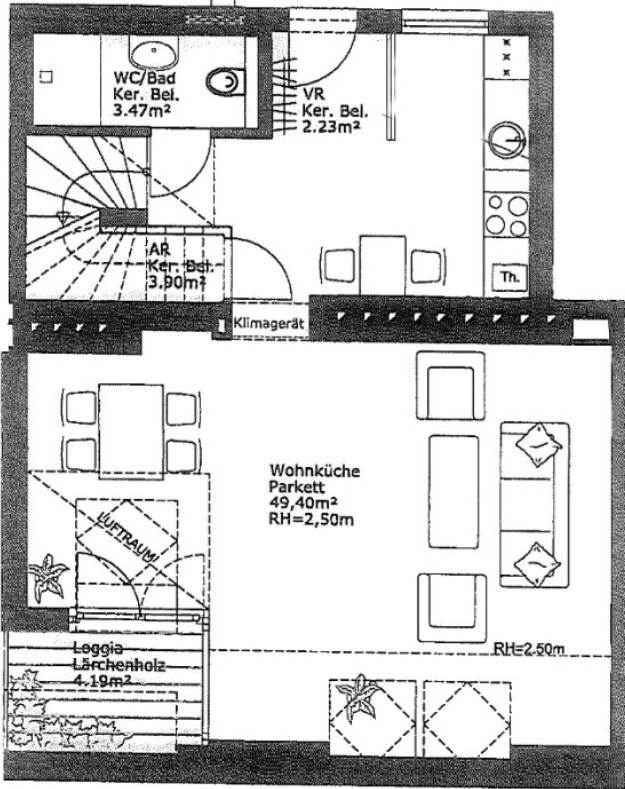 WC/Bad
Ker. Bel.
3.47m²
VR
Ker. Bel.
2.23m²
AR
Ker. Bel.
3.90m²
Th.
Klimagerät
Wohnküche
Parkett
49,40m²
RH=2,50m
LUFTRAUM
RH=2.50m
Loggia
Lärchenholz
4.19m²